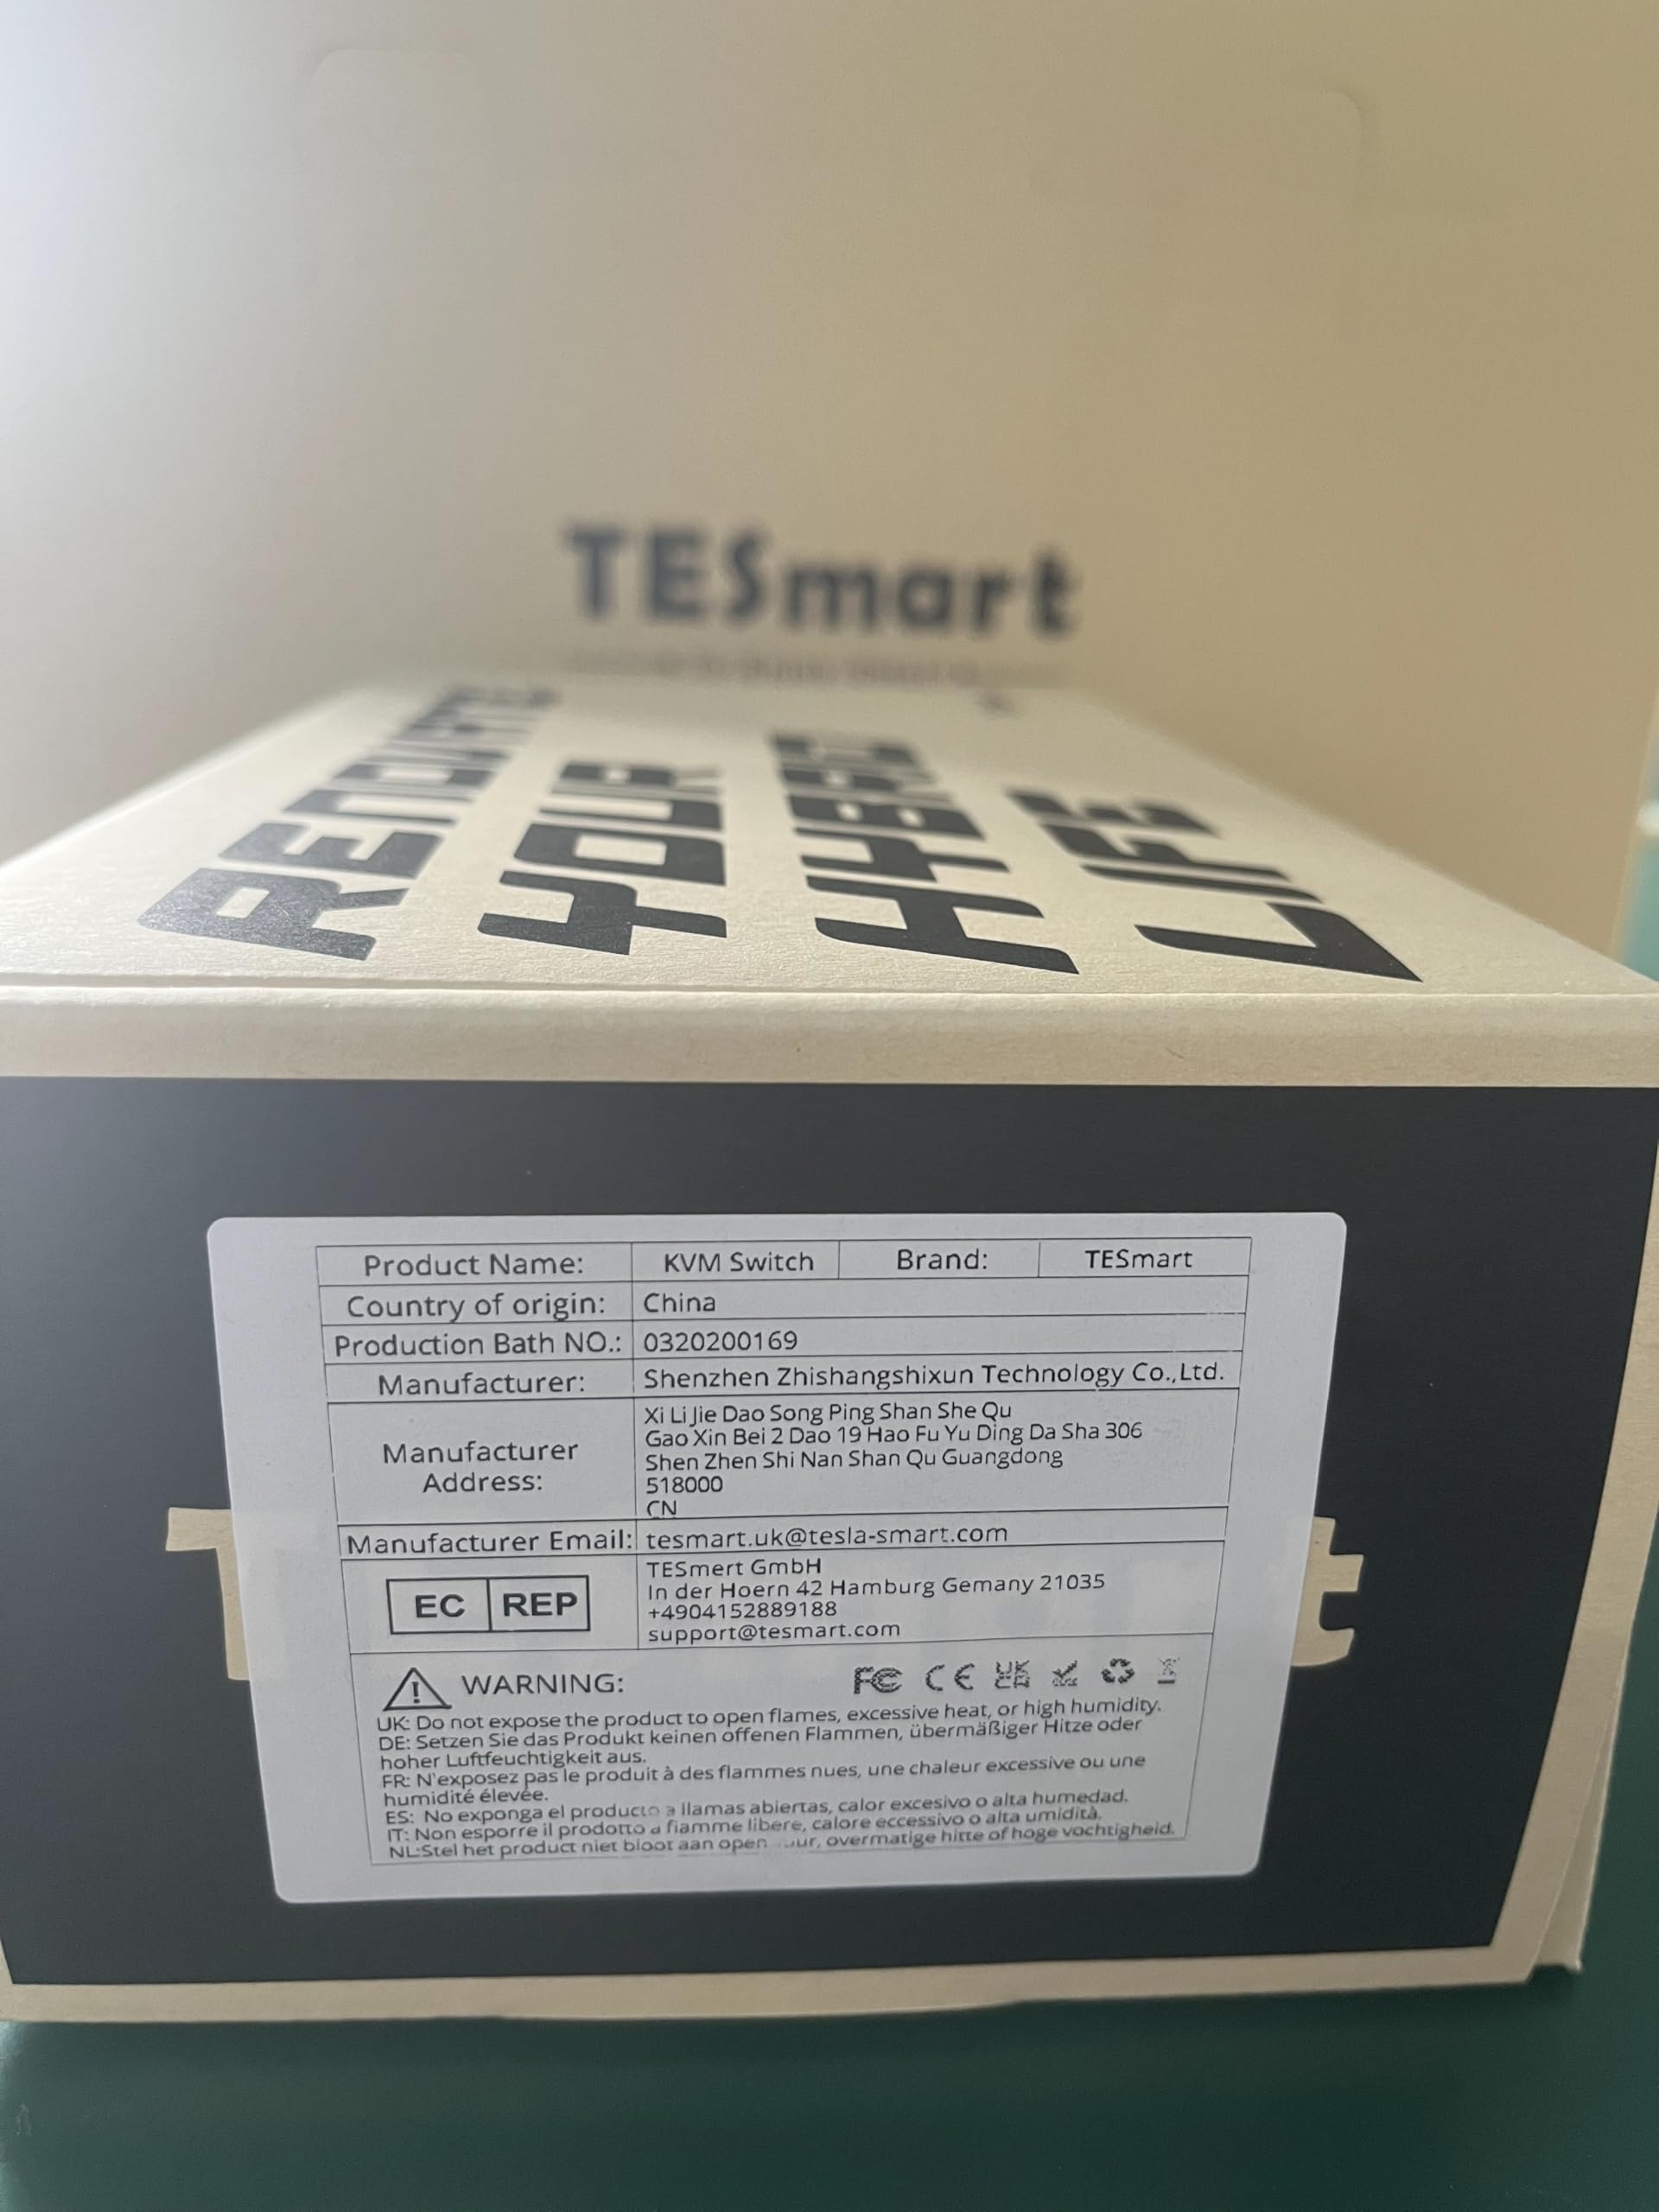 TESmart
RENOVATE
YOUR
HYBRID
LIFE
Product Name: KVM Switch Brand: TESmart
Country of origin: China
Production Bath NO.: 0320200169
Manufacturer: Shenzhen Zhishangshixun Technology Co.,Ltd.
Manufacturer Address:
Xi Li Jie Dao Song Ping Shan She Qu
Gao Xin Bei 2 Dao 19 Hao Fu Yu Ding Da Sha 306
Shen Zhen Shi Nan Shan Qu Guangdong
518000
CN
Manufacturer Email: tesmart.uk@tesla-smart.com
EC REP
TESmert GmbH
In der Hoern 42 Hamburg Gemany 21035
+4904152889188
support@tesmart.com
WARNING: FC CE UK CA
UK: Do not expose the product to open flames, excessive heat, or high humidity.
DE: Setzen Sie das Produkt keinen offenen Flammen, übermäßiger Hitze oder
hoher Luftfeuchtigkeit aus.
FR: N'exposez pas le produit à des flammes nues, une chaleur excessive ou une
humidité élevée.
ES: No exponga el producto a llamas abiertas, calor excesivo o alta humedad.
IT: Non esporre il prodotto a fiamme libere, calore eccessivo o alta umidità.
NL:Stel het product niet bloot aan open overmatige hitte of hoge vochtigheid.